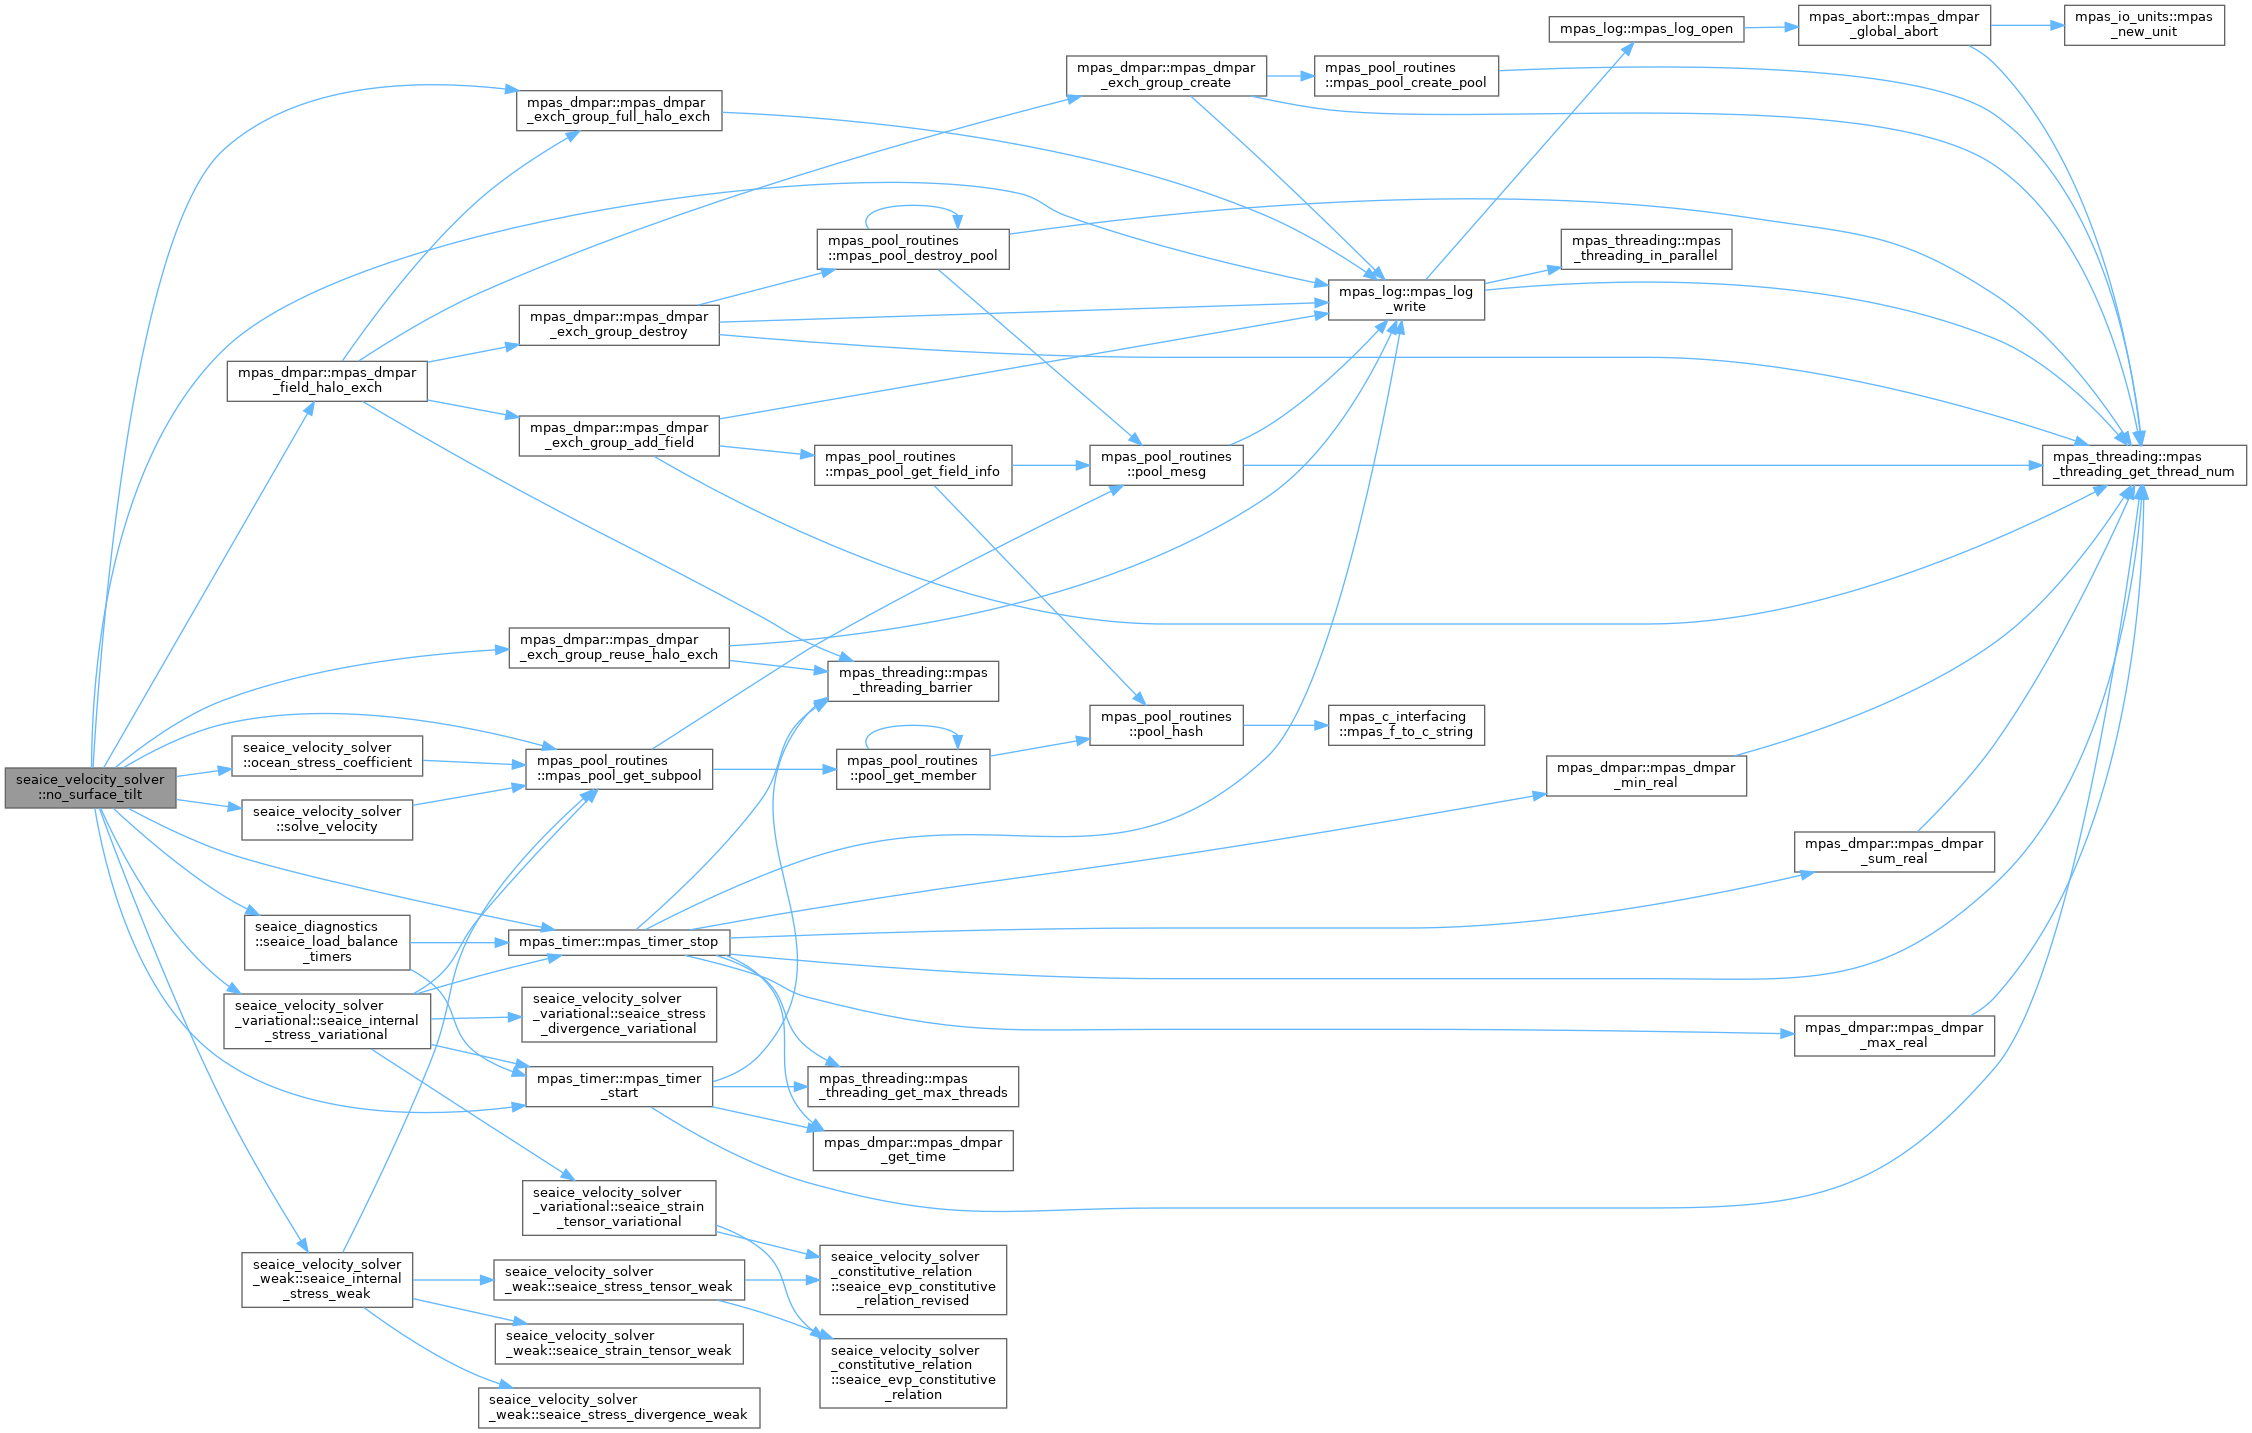 seaice_velocity_solver
::no_surface_tilt
mpas_dmpar::mpas_dmpar
_exch_group_full_halo_exch
mpas_dmpar::mpas_dmpar
_field_halo_exch
mpas_dmpar::mpas_dmpar
_exch_group_create
mpas_pool_routines
::mpas_pool_create_pool
mpas_log::mpas_log_open
mpas_abort::mpas_dmpar
_global_abort
mpas_io_units::mpas
_new_unit
mpas_pool_routines
::mpas_pool_destroy_pool
mpas_dmpar::mpas_dmpar
_exch_group_destroy
mpas_threading::mpas
_threading_in_parallel
mpas_log::mpas_log
_write
mpas_dmpar::mpas_dmpar
_exch_group_add_field
mpas_pool_routines
::mpas_pool_get_field_info
mpas_pool_routines
::pool_mesg
mpas_threading::mpas
_threading_get_thread_num
mpas_dmpar::mpas_dmpar
_exch_group_reuse_halo_exch
mpas_threading::mpas
_threading_barrier
seaice_velocity_solver
::ocean_stress_coefficient
mpas_pool_routines
::mpas_pool_get_subpool
mpas_pool_routines
::pool_get_member
mpas_pool_routines
::pool_hash
mpas_c_interfacing
::mpas_f_to_c_string
seaice_velocity_solver
::solve_velocity
mpas_dmpar::mpas_dmpar
_min_real
mpas_dmpar::mpas_dmpar
_sum_real
seaice_diagnostics
::seaice_load_balance
_timers
mpas_timer::mpas_timer_stop
seaice_velocity_solver
_variational::seaice_internal
_stress_variational
seaice_velocity_solver
_variational::seaice_stress
_divergence_variational
mpas_dmpar::mpas_dmpar
_max_real
mpas_timer::mpas_timer
_start
mpas_threading::mpas
_threading_get_max_threads
mpas_dmpar::mpas_dmpar
_get_time
seaice_velocity_solver
_variational::seaice_strain
_tensor_variational
seaice_velocity_solver
_weak::seaice_internal
_stress_weak
seaice_velocity_solver
_weak::seaice_stress_tensor_weak
seaice_velocity_solver
_constitutive_relation
::seaice_evp_constitutive
_relation_revised
seaice_velocity_solver
_weak::seaice_strain_tensor_weak
seaice_velocity_solver
_constitutive_relation
::seaice_evp_constitutive
_relation
seaice_velocity_solver
_weak::seaice_stress_divergence_weak